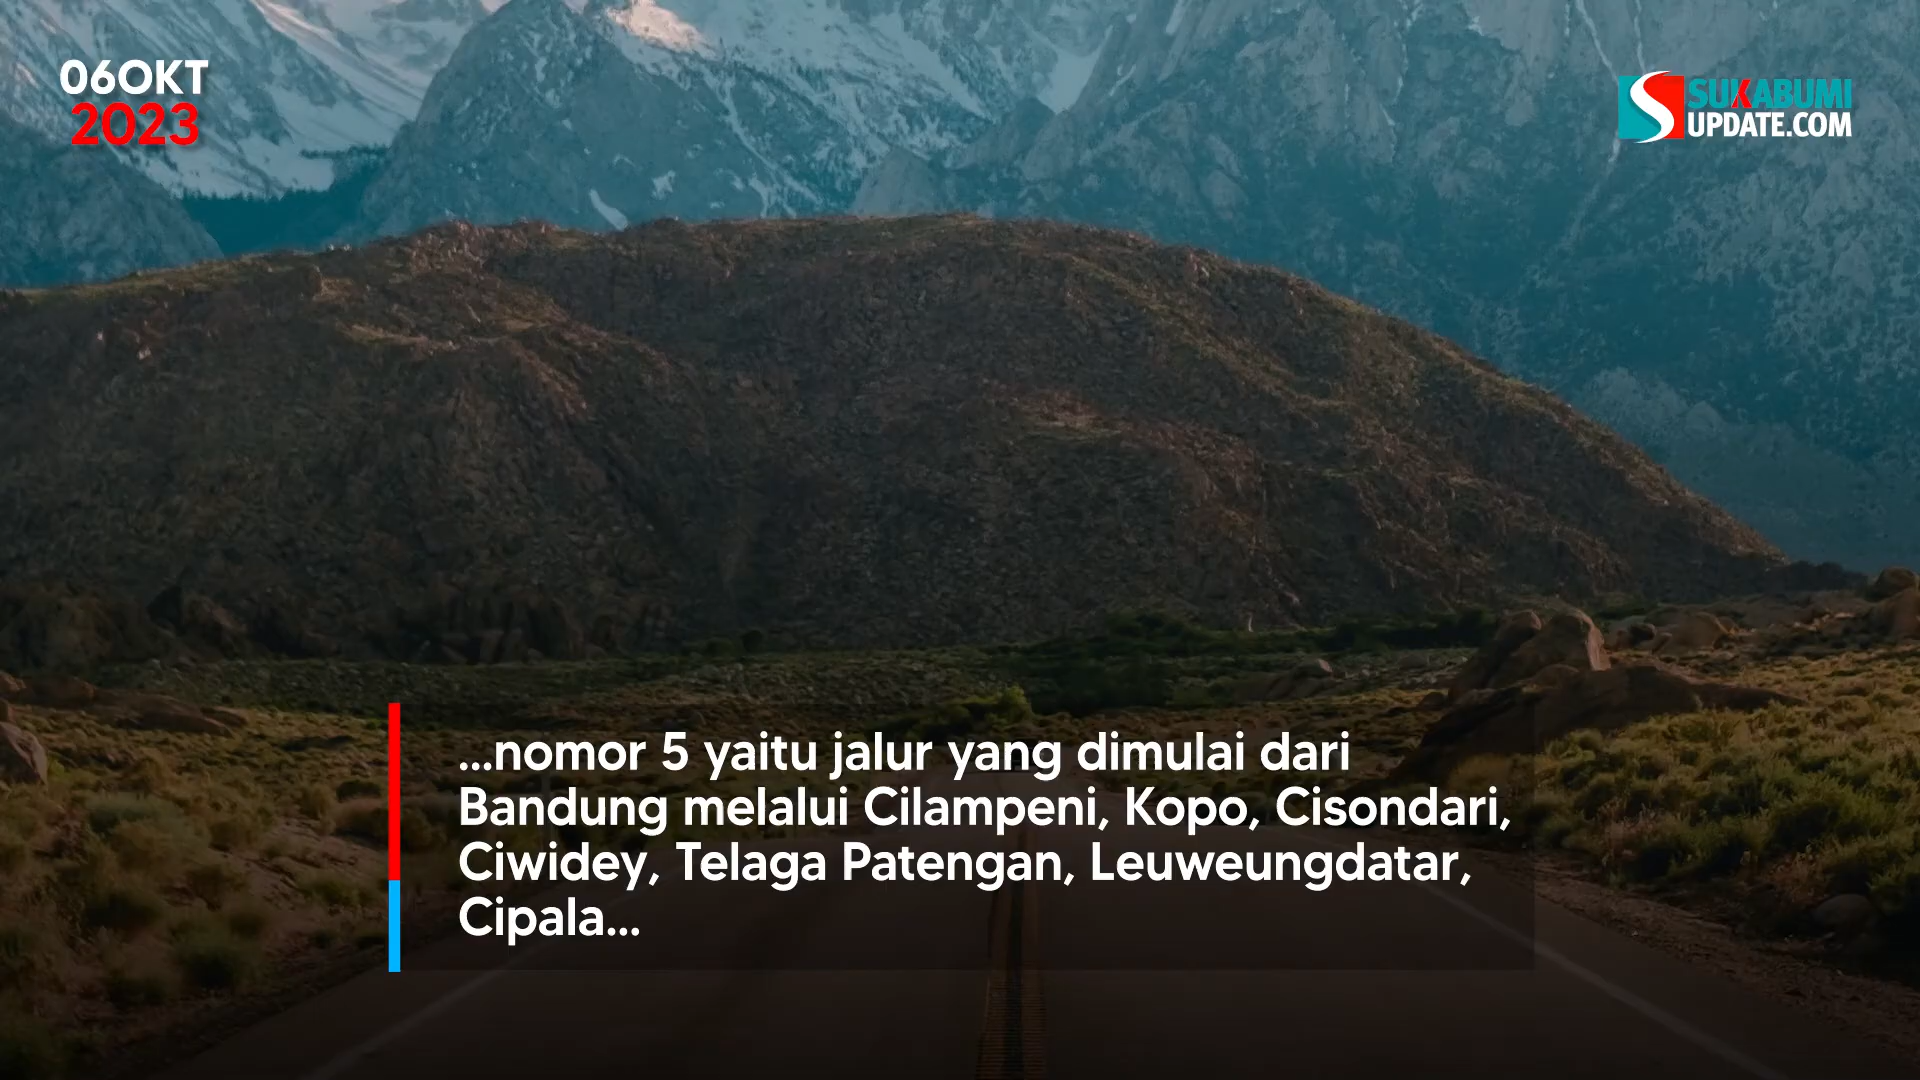 06OKT
2023
SUKABUMI
UPDATE.COM
...nomor 5 yaitu jalur yang dimulai dari
Bandung melalui Cilampeni, Kopo, Cisondari,
Ciwidey, Telaga Patengan, Leuweungdatar,
Cipala...